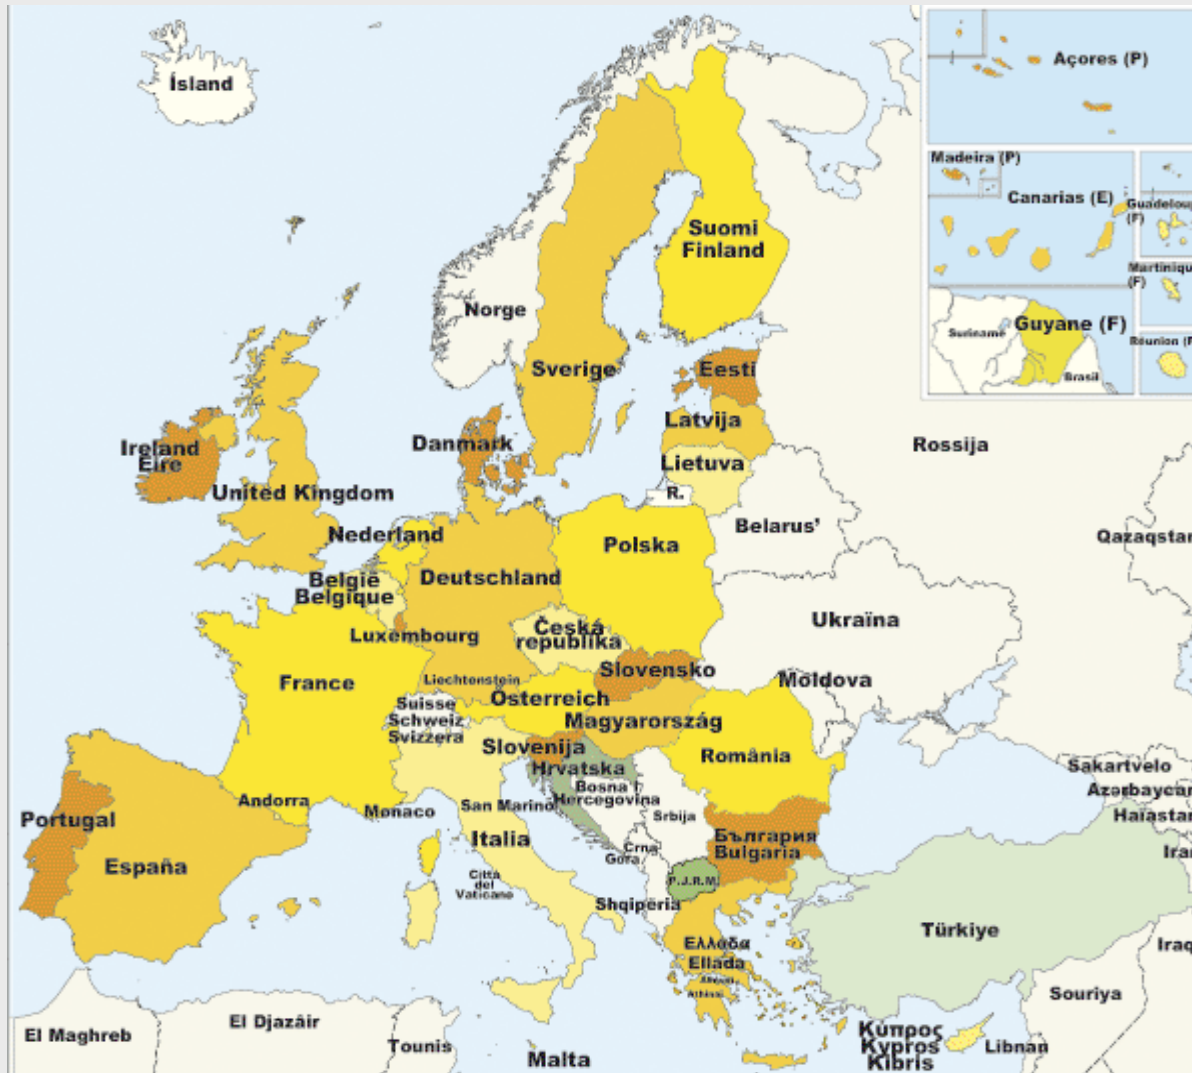 Ísland
Açores (P)
Madeira (P)
Canarias (E)
(F)
(F)
Guyane (F)
Suriname
Brasil
Suomi
Finland
Norge
Sverige
Eesti
Latvija
Lietuva
R.
Danmark
Ireland
Eire
United Kingdom
Nederland
België
Belgique
Deutschland
Polska
Belarus’
Rossija
Qazaqstan
Luxembourg
Česká
republika
Ukraïna
France
Liechtenstein
Slovensko
Moldova
Österreich
Suisse
Schweiz
Svizzera
Magyarország
Slovenija
România
Hrvatska
Sakartvelo
Azərbaycan
Haïastan
Andorra
Monaco
San Marino
Bosna i
Hercegovina
Srbija
Crna
Gora
Portugal
España
Italia
България
Bulgaria
P.J.R.M.
Città
del
Vaticano
Shqipëria
Türkiye
Ελλάδα
Ellada
Athinai
Iraq
Souriya
El Maghreb
El Djazâir
Tounis
Malta
Κύπρος
Kypros
Kibris
Libnan